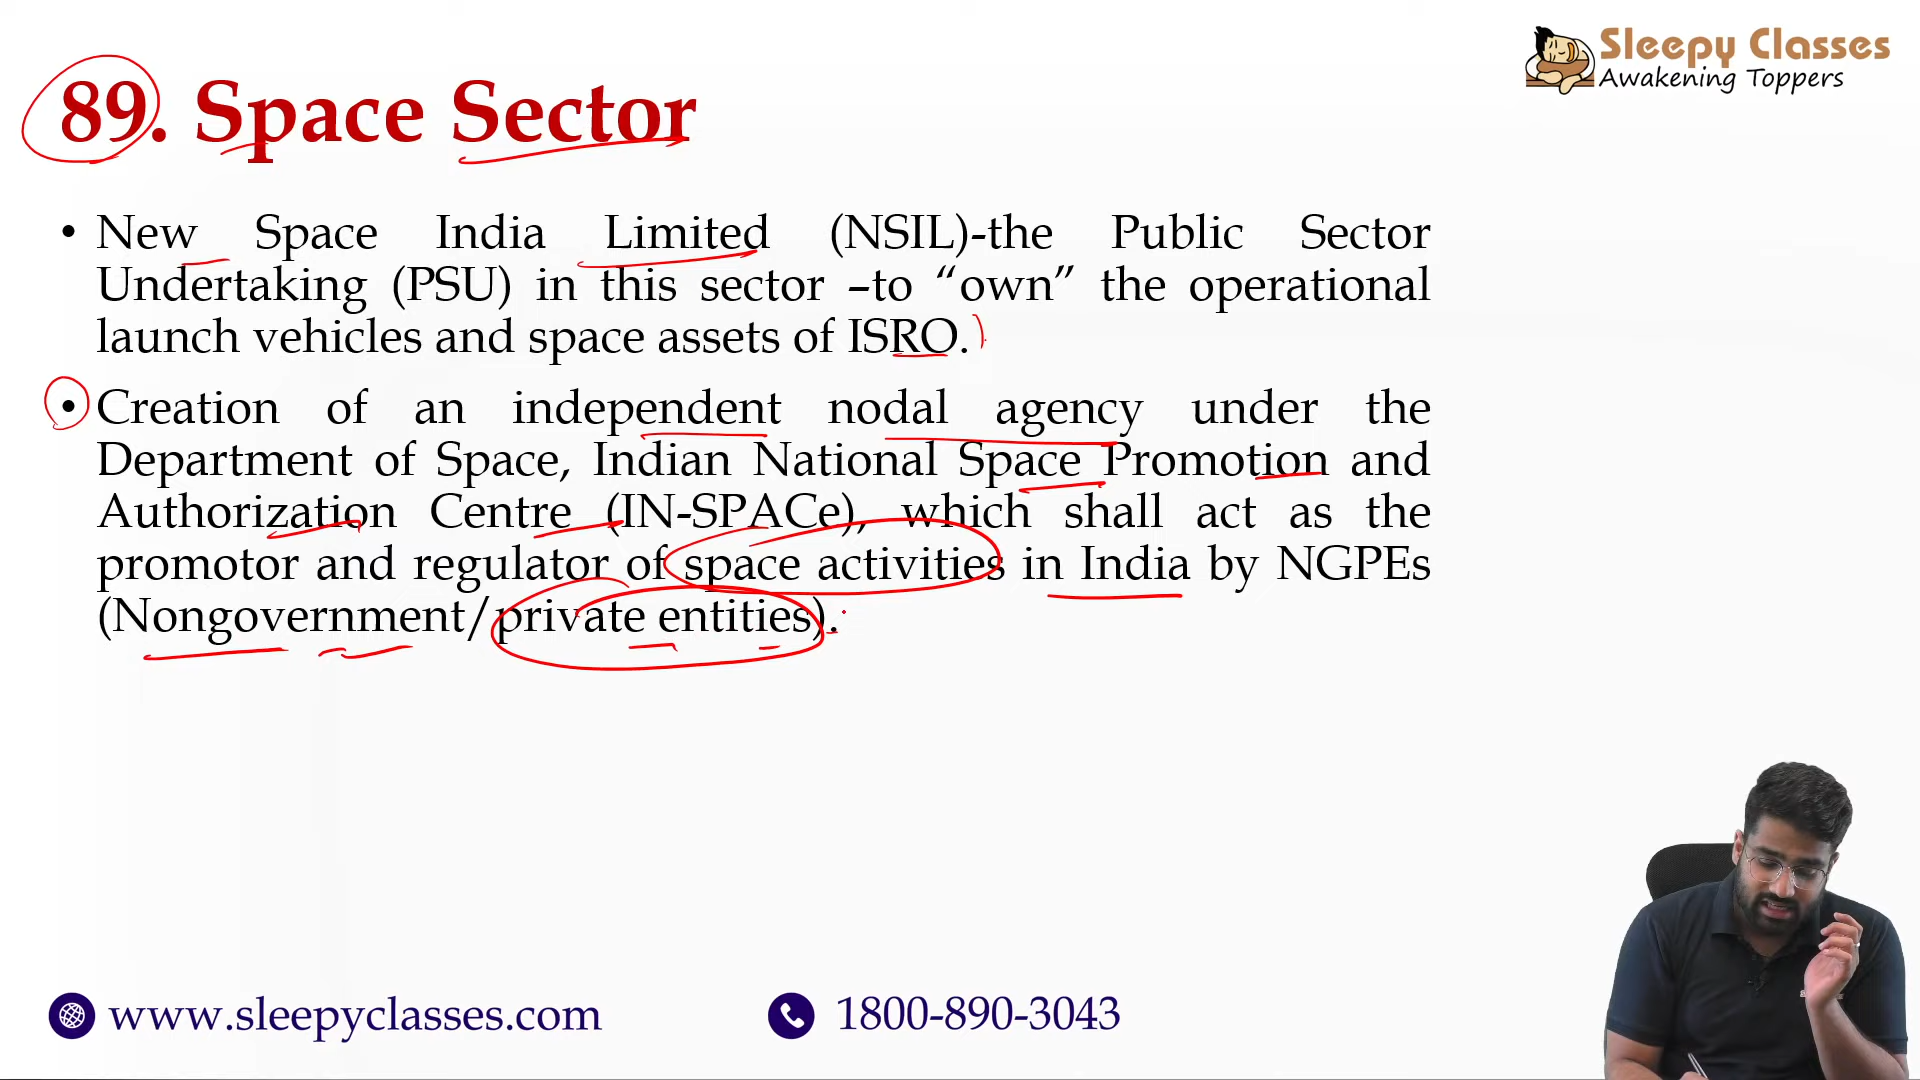 Sleepy Classes
Awakening Toppers
89. Space Sector
• New Space India Limited (NSIL)-the Public Sector
Undertaking (PSU) in this sector –to “own” the operational
launch vehicles and space assets of ISRO.
• Creation of an independent nodal agency under the
Department of Space, Indian National Space Promotion and
Authorization Centre (IN-SPACe), which shall act as the
promotor and regulator of space activities in India by NGPEs
(Nongovernment/private entities).
www.sleepyclasses.com
1800-890-3043